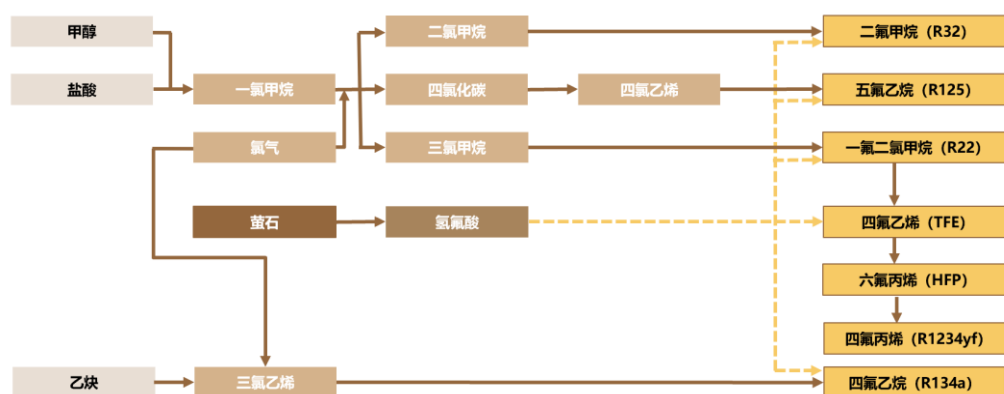 甲醇
二氯甲烷
二氟甲烷（R32）
盐酸
一氯甲烷
四氯化碳
四氯乙烯
五氟乙烷（R125）
氯气
三氯甲烷
一氟二氯甲烷（R22）
萤石
氢氟酸
四氟乙烯（TFE）
六氟丙烯（HFP）
四氟丙烯（R1234yf）
乙炔
三氯乙烯
四氟乙烷（R134a）